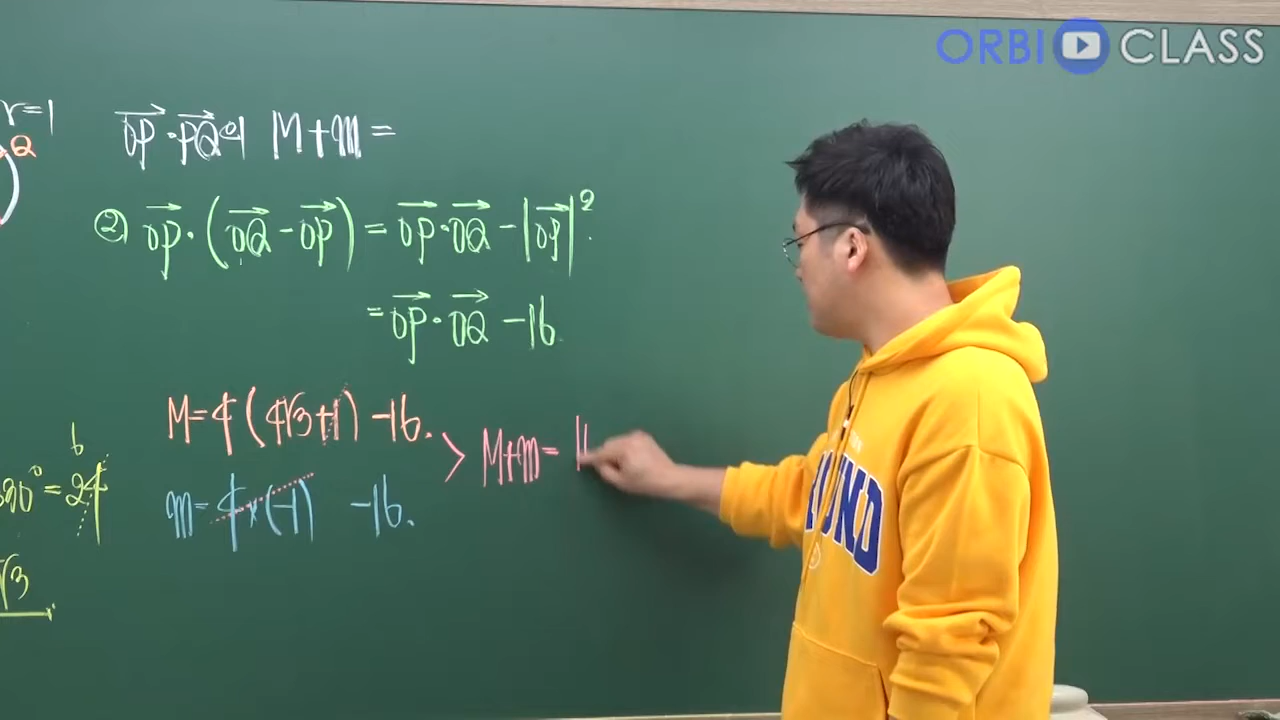 ORBI CLASS
r=1
Q
OP·PQ의 M+m=
② OP·(OQ-OP)=OP·OQ-|OP|².
=OP·OQ-16.
M=4(4√3+1)-16.
m=4×(-1) -16.
> M+m= 1
6
=24
√3